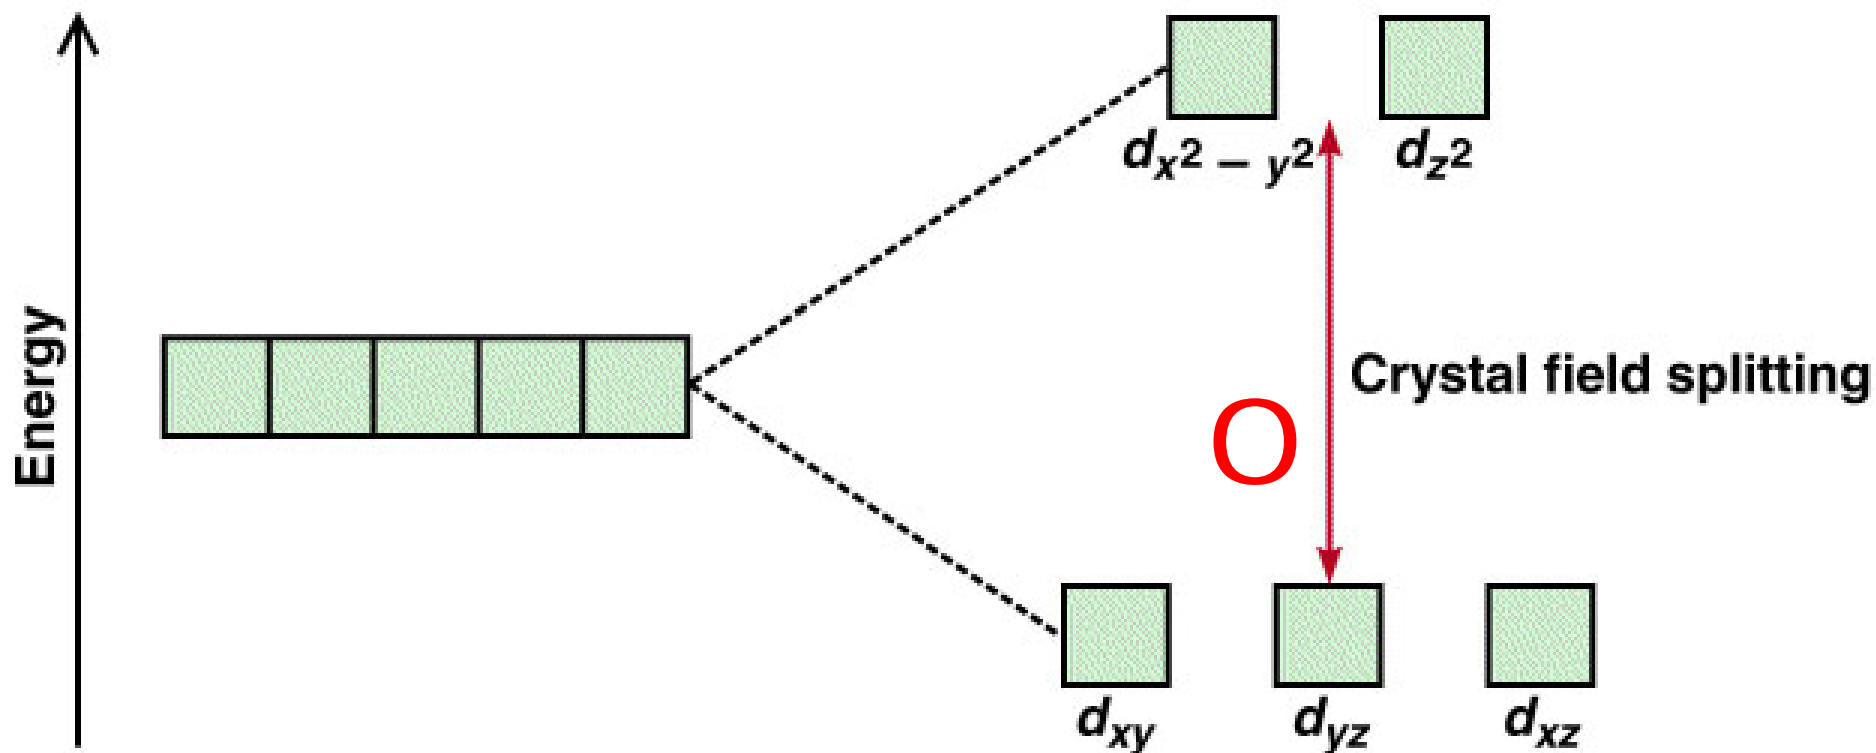 Energy
dx2 – y2
dz2
Crystal field splitting
O
dxy
dyz
dxz